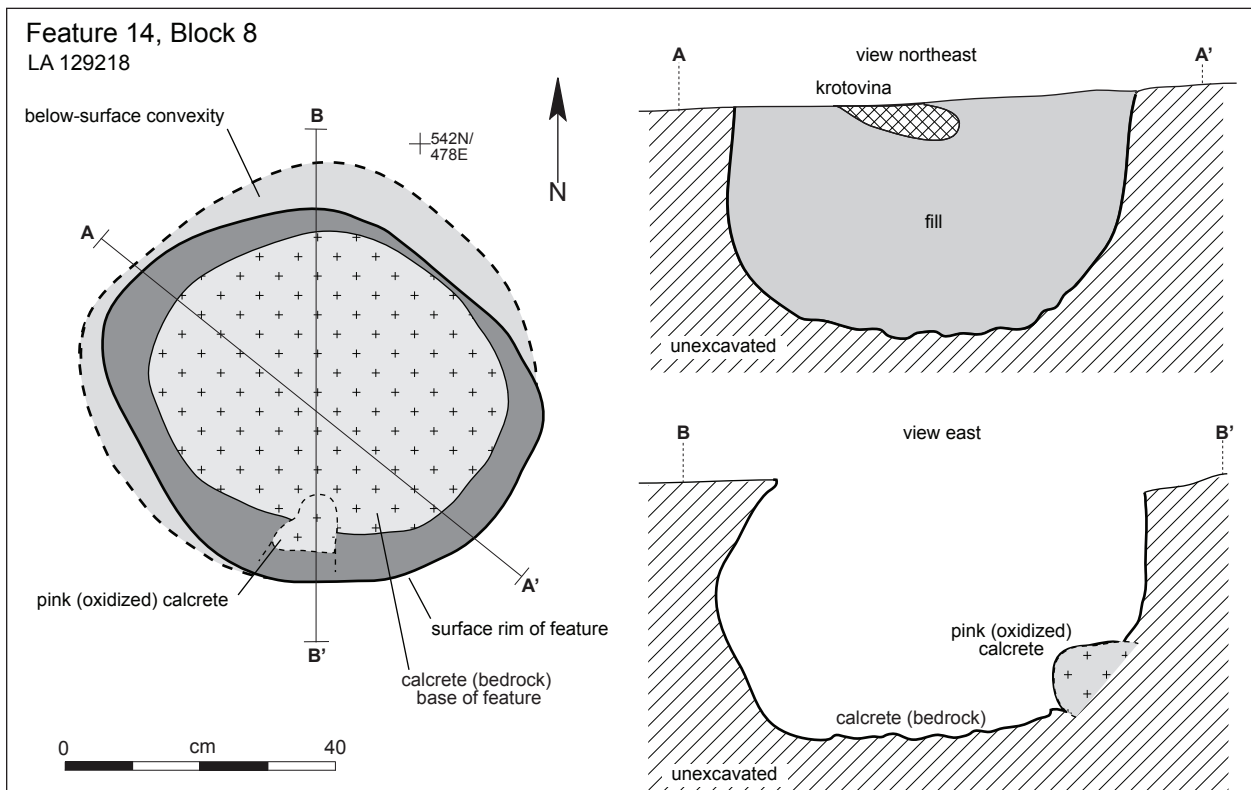 Feature 14, Block 8
LA 129218
below-surface convexity
B
542N/
478E
N
A
pink (oxidized) calcrete
A'
surface rim of feature
B'
calcrete (bedrock)
base of feature
0
cm
40
A
view northeast
A'
krotovina
fill
unexcavated
B
view east
B'
pink (oxidized)
calcrete
calcrete (bedrock)
unexcavated